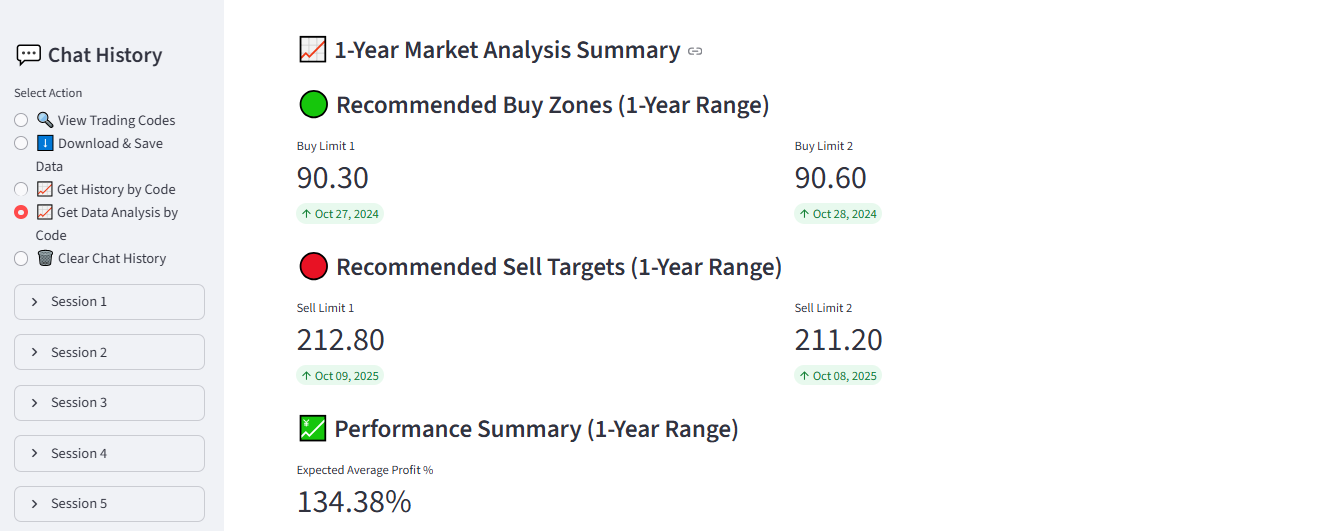 Chat History
Select Action
View Trading Codes
Download & Save
Data
Get History by Code
Get Data Analysis by
Code
Clear Chat History
Session 1
Session 2
Session 3
Session 4
Session 5
1-Year Market Analysis Summary
Recommended Buy Zones (1-Year Range)
Buy Limit 1
90.30
↑ Oct 27, 2024
Buy Limit 2
90.60
↑ Oct 28, 2024
Recommended Sell Targets (1-Year Range)
Sell Limit 1
212.80
↑ Oct 09, 2025
Sell Limit 2
211.20
↑ Oct 08, 2025
Performance Summary (1-Year Range)
Expected Average Profit %
134.38%